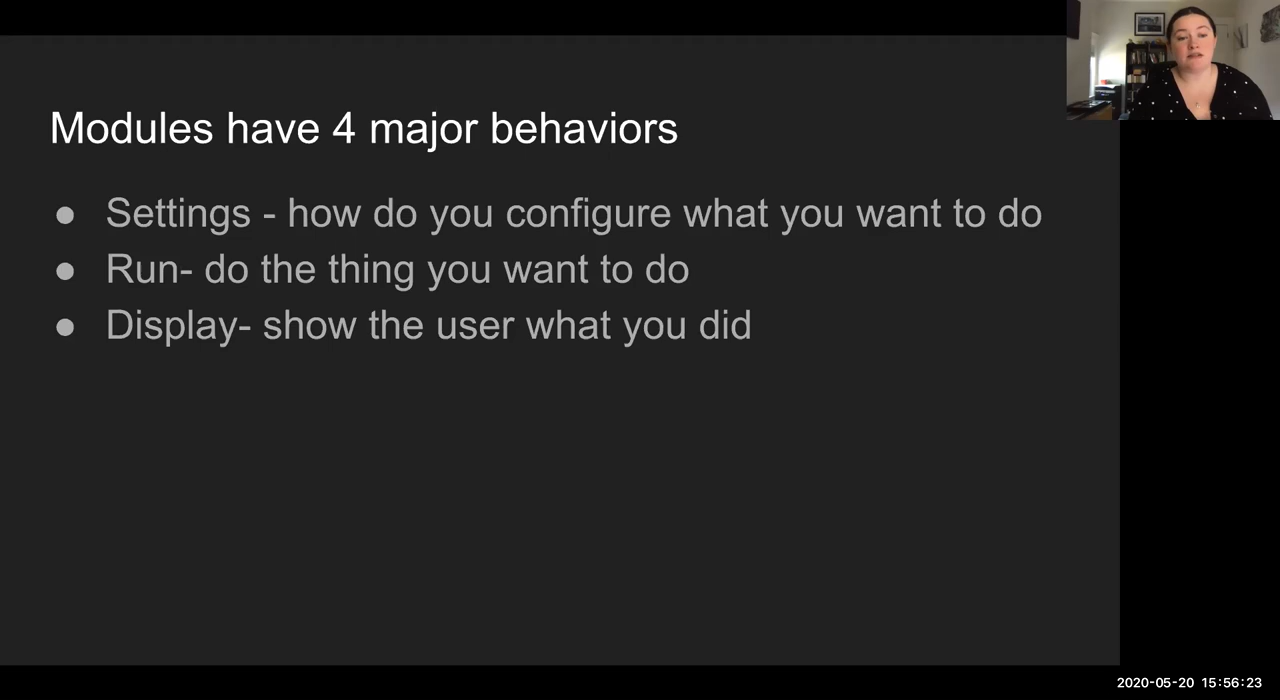 Modules have 4 major behaviors
● Settings - how do you configure what you want to do
● Run- do the thing you want to do
● Display- show the user what you did
2020-05-20 15:56:23